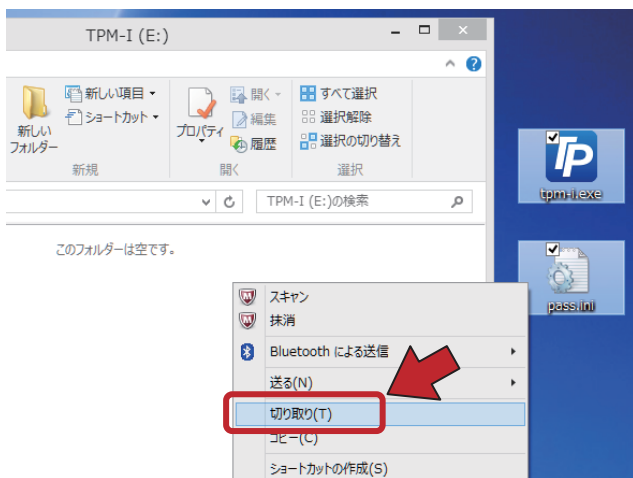 TPM-I (E:)
新しい項目
開く
すべて選択
ショートカット
編集
選択解除
新しい
フォルダー
プロパティ
履歴
選択の切り替え
新規
開く
選択
TPM-I (E:)の検索
このフォルダーは空です。
TP
tpm-i.exe
pass.ini
スキャン
抹消
Bluetooth による送信
送る(N)
切り取り(T)
コピー(C)
ショートカットの作成(S)